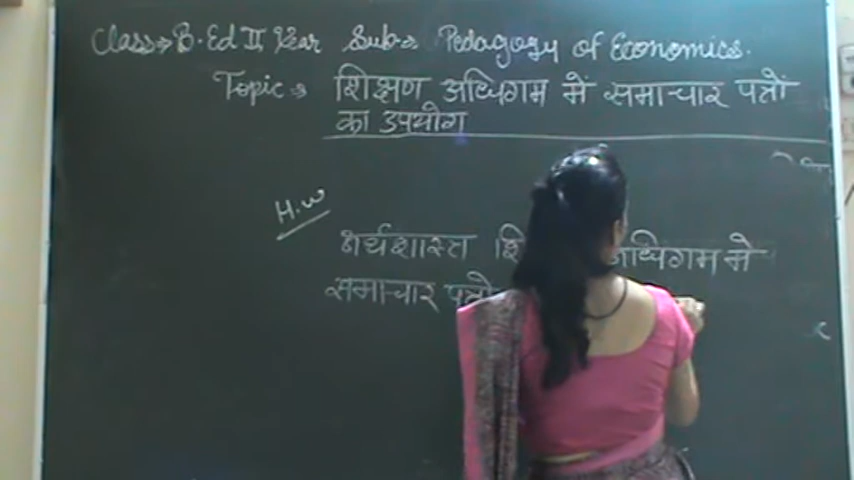 Class→ B.Ed II Year Sub→ Pedagogy of Economics.
Topic→ शिक्षण अधिगम में समाचार पत्रों
का उपयोग
H.W
अर्थशास्त्र अधिगम मे
समाचार पत्रो